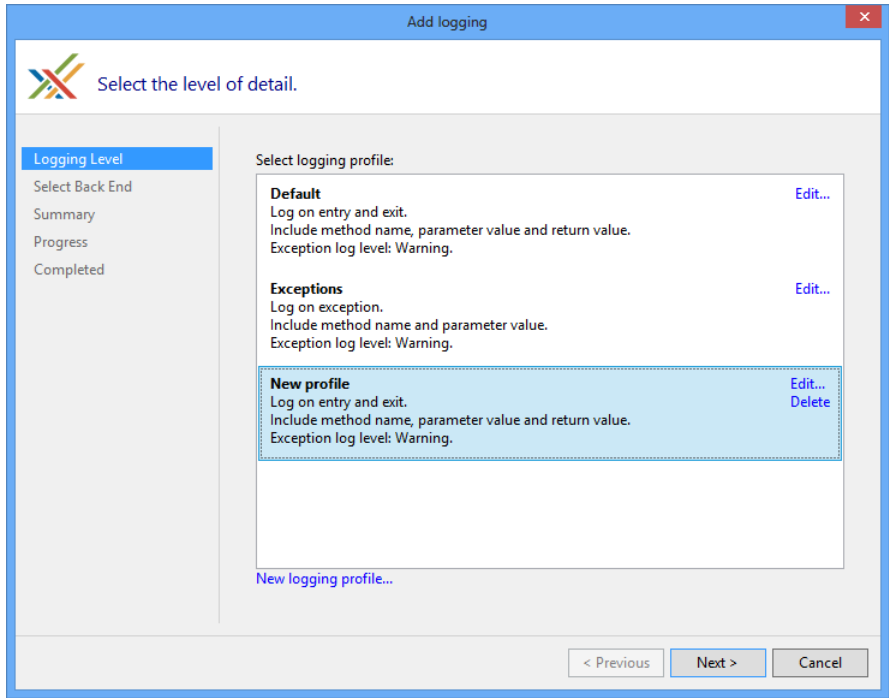 Add logging
Select the level of detail.
Logging Level
Select Back End
Summary
Progress
Completed
Select logging profile:
Default
Edit...
Log on entry and exit.
Include method name, parameter value and return value.
Exception log level: Warning.
Exceptions
Edit...
Log on exception.
Include method name and parameter value.
Exception log level: Warning.
New profile
Edit...
Log on entry and exit.
Delete
Include method name, parameter value and return value.
Exception log level: Warning.
New logging profile...
< Previous
Next >
Cancel